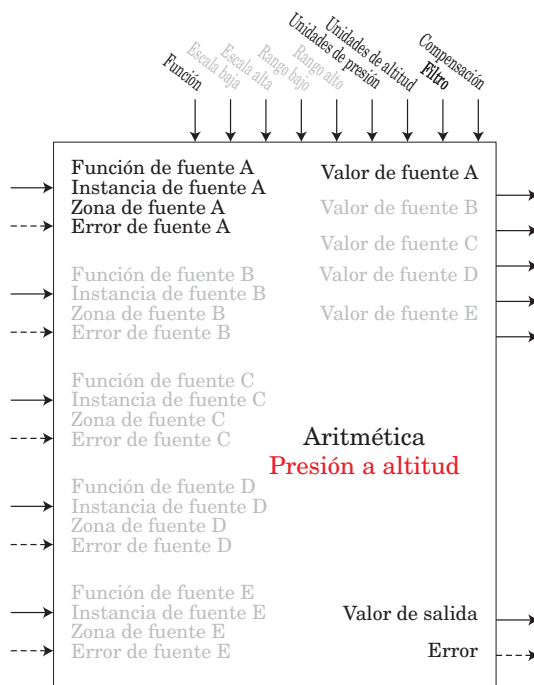 Función
Escala baja
Escala alta
Rango bajo
Rango alto
Unidades de presión
Unidades de altitud
Filtro
Compensación
Función de fuente A
Instancia de fuente A
Zona de fuente A
Error de fuente A
Valor de fuente A
Valor de fuente B
Valor de fuente C
Valor de fuente D
Valor de fuente E
Función de fuente B
Instancia de fuente B
Zona de fuente B
Error de fuente B
Función de fuente C
Instancia de fuente C
Zona de fuente C
Error de fuente C
Aritmética
Presión a altitud
Función de fuente D
Instancia de fuente D
Zona de fuente D
Error de fuente D
Función de fuente E
Instancia de fuente E
Zona de fuente E
Error de fuente E
Valor de salida
Error